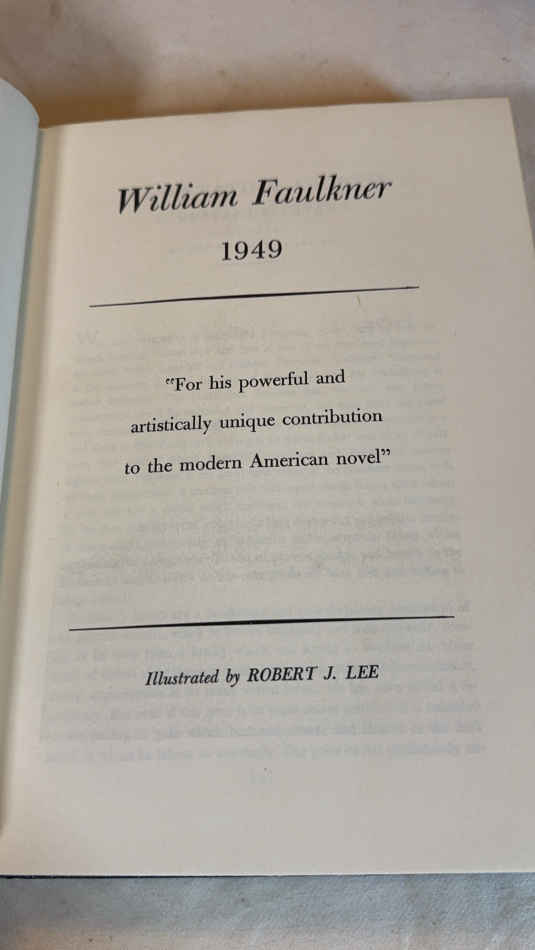 William Faulkner
1949
“For his powerful and
artistically unique contribution
to the modern American novel”
Illustrated by ROBERT J. LEE